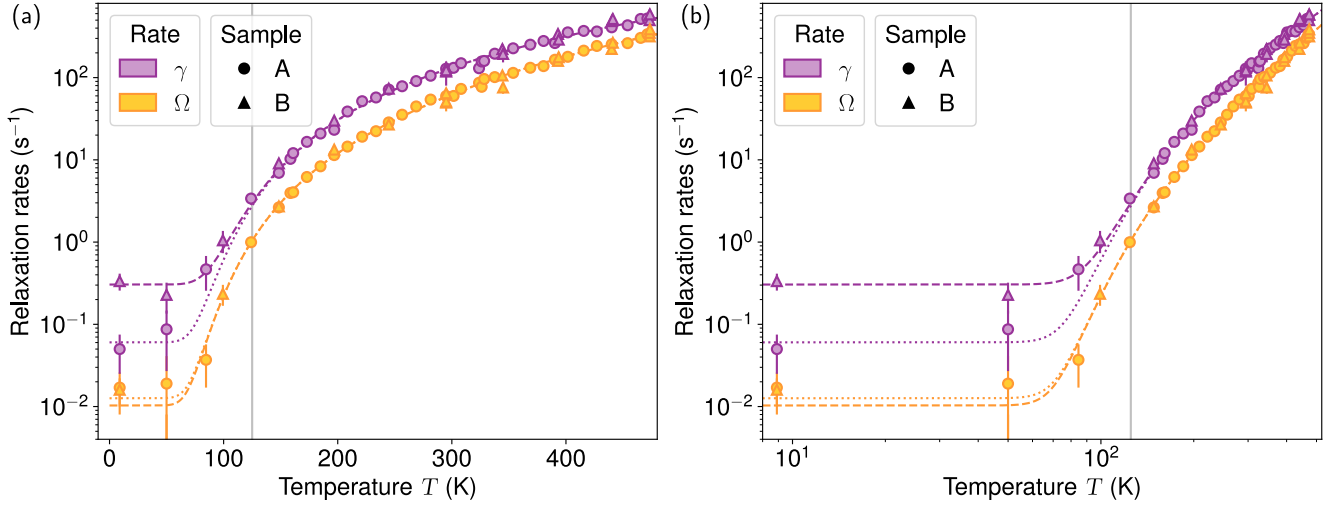 (a)
Rate
γ
Ω
Sample
A
B
Relaxation rates (s⁻¹)
10²
10¹
10⁰
10⁻¹
10⁻²
0
100
200
300
400
Temperature T (K)
(b)
Rate
γ
Ω
Sample
A
B
Relaxation rates (s⁻¹)
10²
10¹
10⁰
10⁻¹
10⁻²
10¹
10²
Temperature T (K)